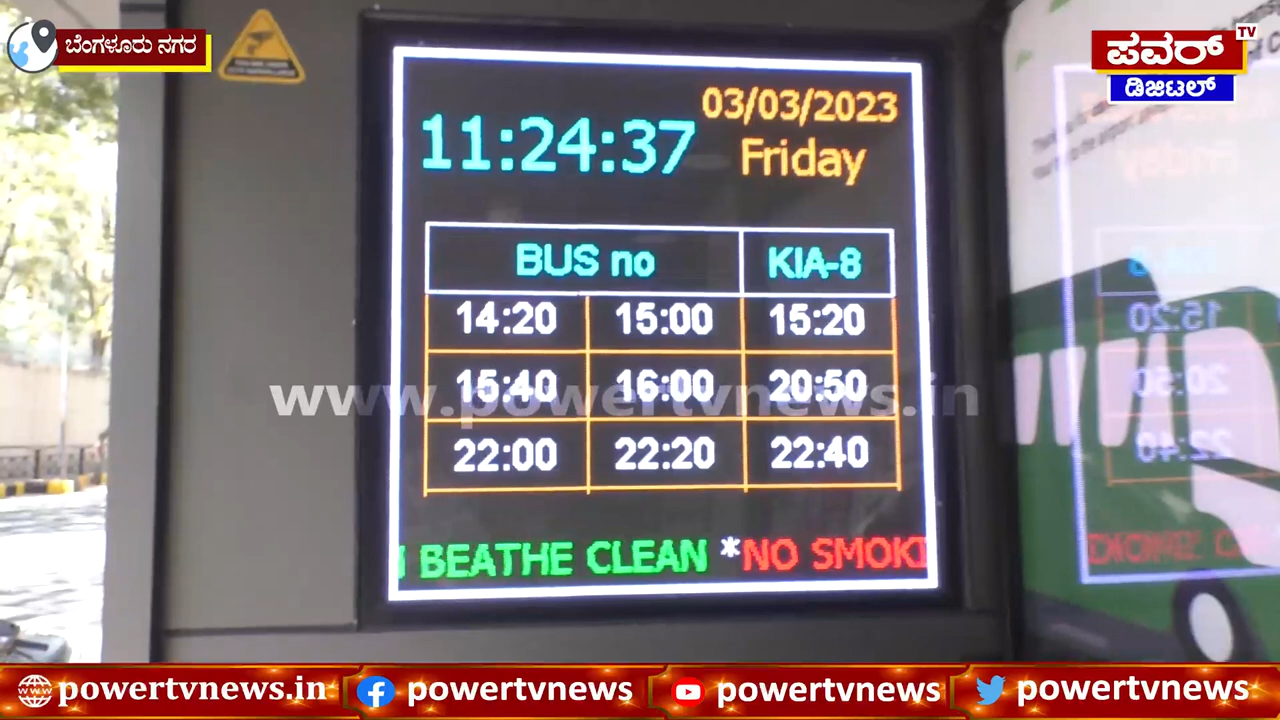 ಬೆಂಗಳೂರು ನಗರ
ಪವರ್ TV
ಡಿಜಿಟಲ್
03/03/2023
11:24:37
Friday
BUS no KIA-8
14:20 15:00 15:20
15:40 16:00 20:50
www.powertvnews.in
22:00 22:20 22:40
BEATHE CLEAN *NO SMOKI
powertvnews.in powertvnews powertvnews powertvnews